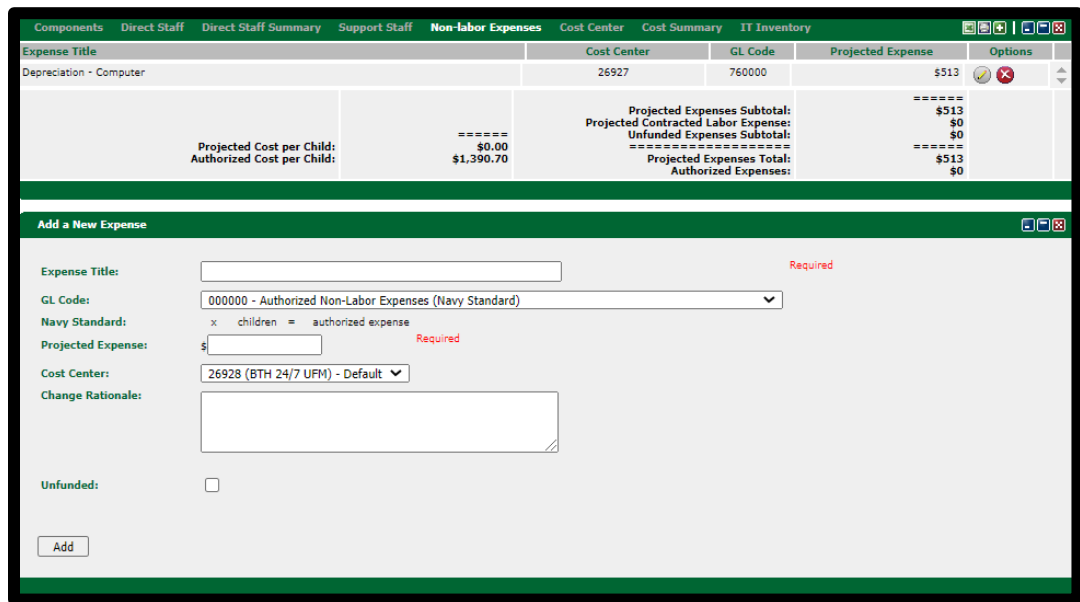 Components Direct Staff Direct Staff Summary Support Staff Non-labor Expenses Cost Center Cost Summary IT Inventory
Expense Title Cost Center GL Code Projected Expense Options
Depreciation - Computer 26927 760000 $513
======
Projected Expenses Subtotal: $513
Projected Contracted Labor Expense: $0
====== Unfunded Expenses Subtotal: $0
Projected Cost per Child: $0.00 =================== ======
Authorized Cost per Child: $1,390.70 Projected Expenses Total: $513
Authorized Expenses: $0
Add a New Expense
Expense Title: Required
GL Code: 000000 - Authorized Non-Labor Expenses (Navy Standard)
Navy Standard: x children = authorized expense
Projected Expense: $ Required
Cost Center: 26928 (BTH 24/7 UFM) - Default
Change Rationale:
Unfunded:
Add